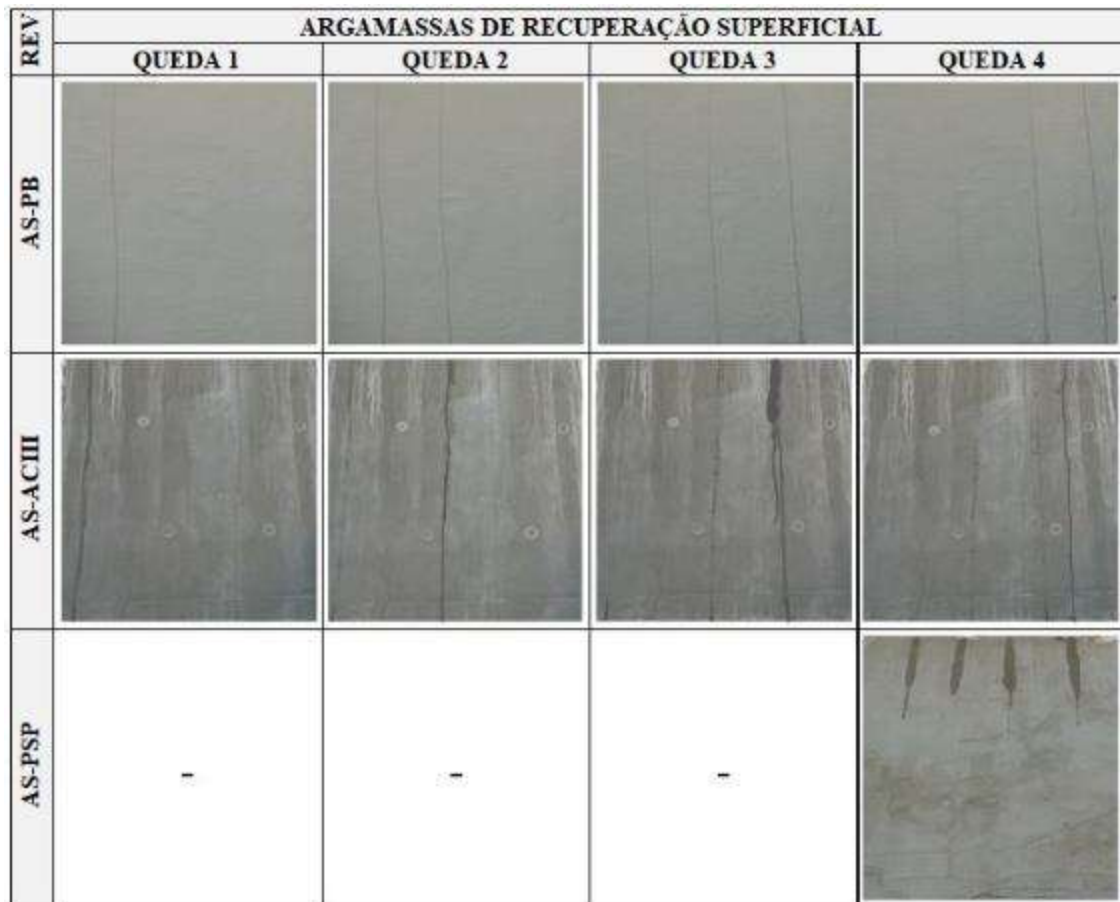 REV
ARGAMASSAS DE RECUPERAÇÃO SUPERFICIAL
QUEDA 1 QUEDA 2 QUEDA 3 QUEDA 4
AS-PB
AS-ACIII
AS-PSP
- - -